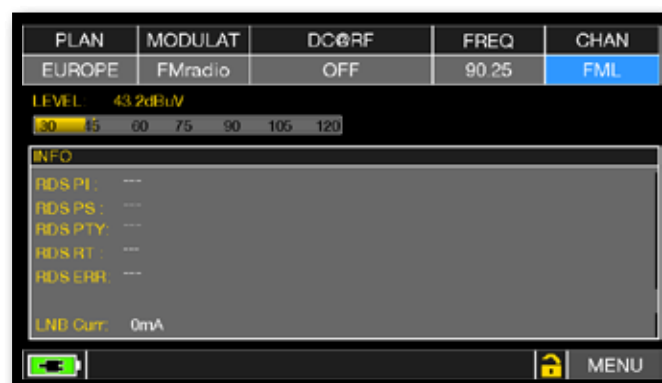 PLAN MODULAT DC@RF FREQ CHAN
EUROPE FMradio OFF 90.25 FML
LEVEL: 43.2dBuV
30 45 60 75 90 105 120
INFO
RDS PI : ---
RDS PS : ---
RDS PTY: ---
RDS RT : ---
RDS ERR: ---
LNB Curr: 0mA
MENU